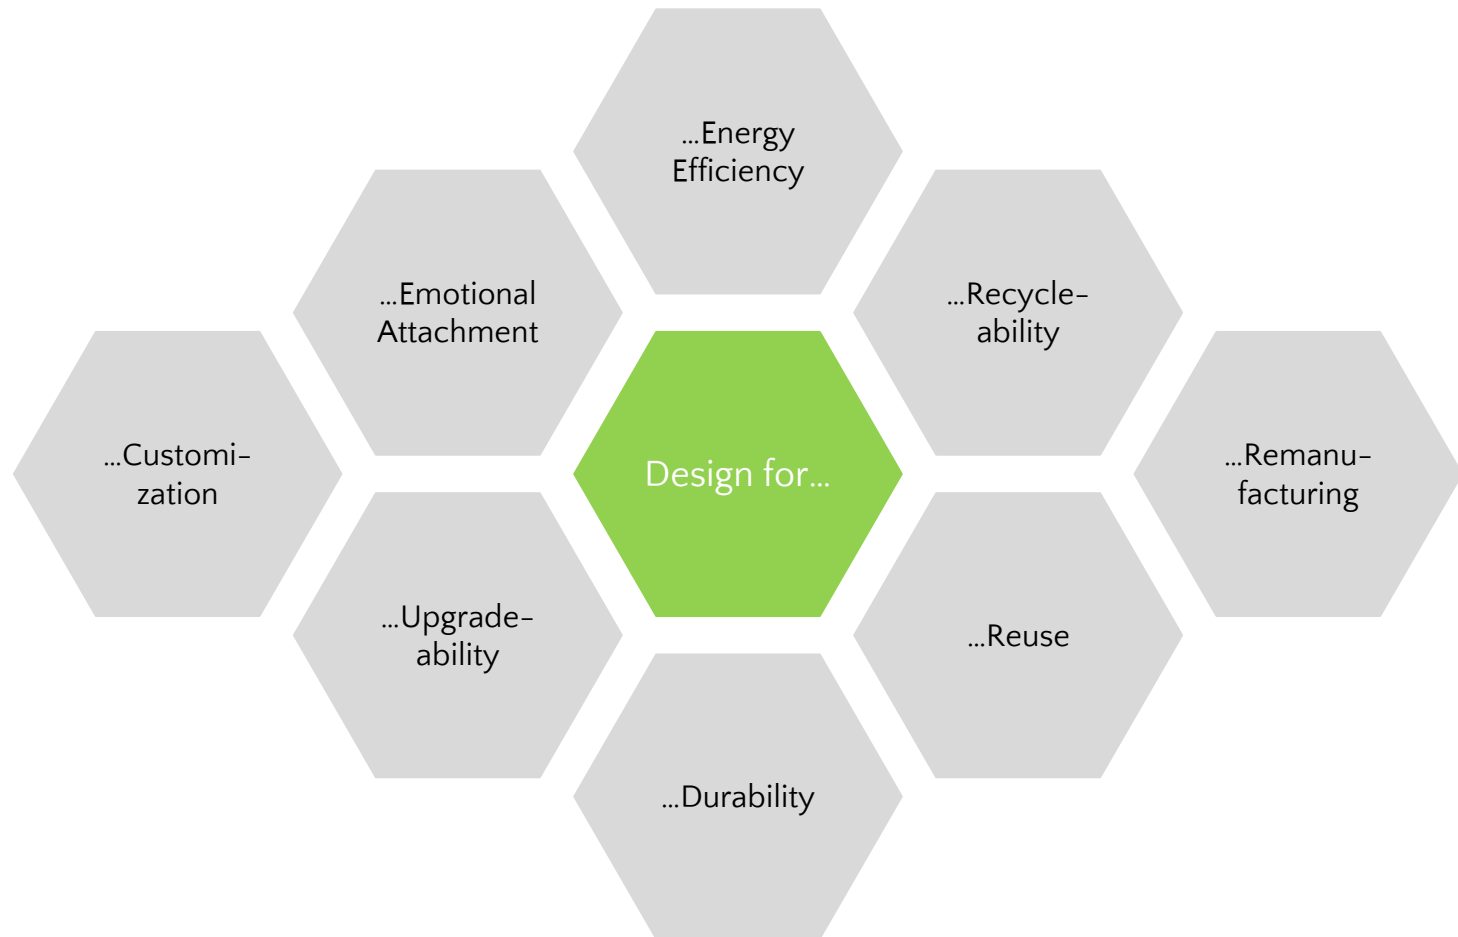 ...Energy
Efficiency
...Emotional
Attachment
...Recycle-
ability
...Customi-
zation
Design for...
...Remanu-
facturing
...Upgrade-
ability
...Reuse
...Durability